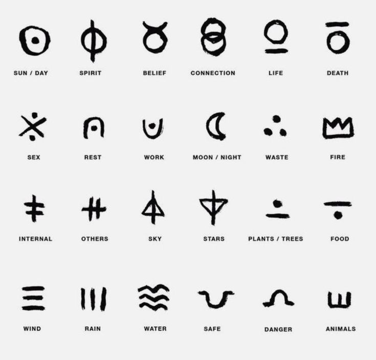 SUN / DAY SPIRIT BELIEF CONNECTION LIFE DEATH
SEX REST WORK MOON / NIGHT WASTE FIRE
INTERNAL OTHERS SKY STARS PLANTS / TREES FOOD
WIND RAIN WATER SAFE DANGER ANIMALS